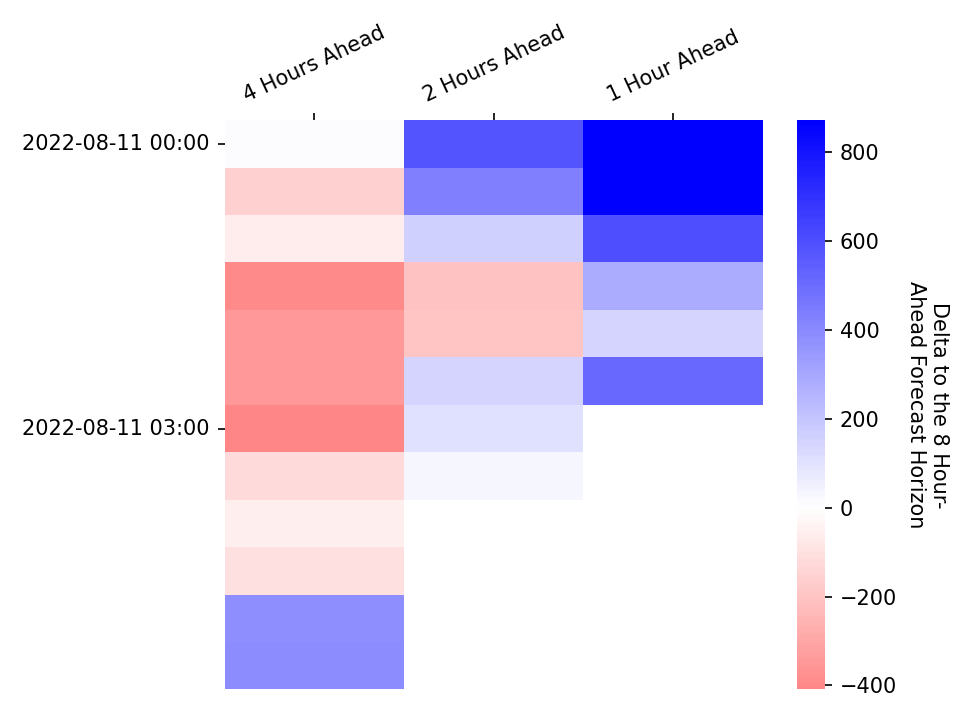 4 Hours Ahead
2 Hours Ahead
1 Hour Ahead
2022-08-11 00:00
2022-08-11 03:00
800
600
400
200
0
−200
−400
Delta to the 8 Hour-
Ahead Forecast Horizon